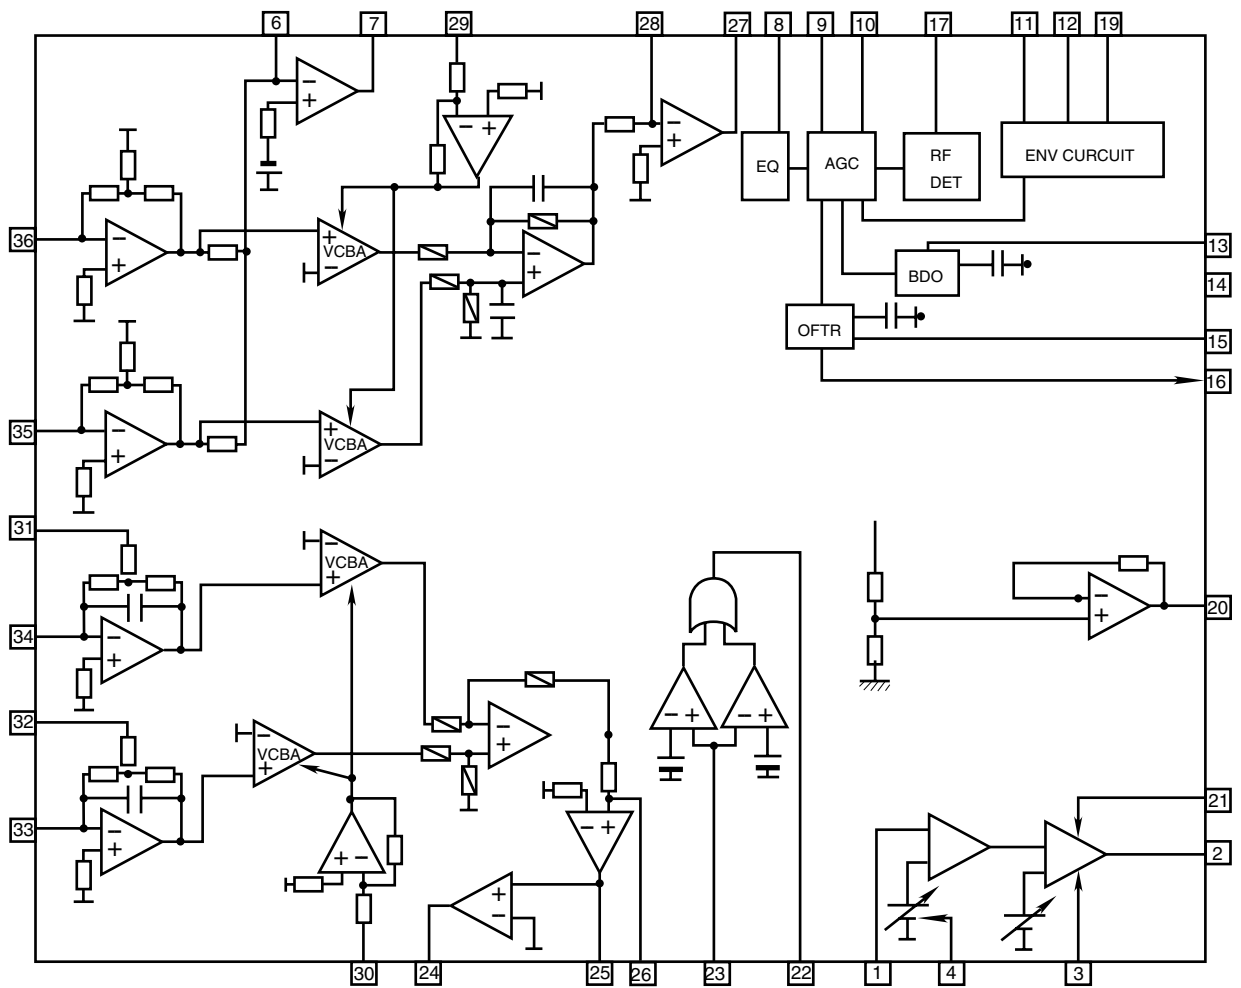 6 7 29 28 27 8 9 10 17 11 12 19
− +
− +
− +
EQ
AGC
RF
DET
ENV CURCUIT
36
− +
+
VCBA
−
− +
BDO
13
14
OFTR
15
16
35
− +
+
VCBA
−
31
−
VCBA
+
34
− +
− +
20
32
−
VCBA
+
− +
− + − +
33
− +
+ −
− +
+
−
21
2
30 24 25 26 23 22 1 4 3